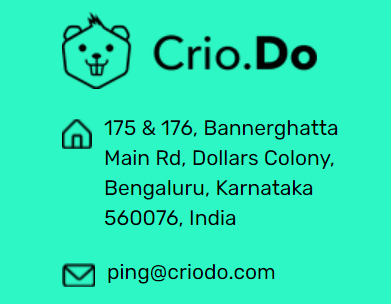 Crio.Do
175 & 176, Bannerghatta
Main Rd, Dollars Colony,
Bengaluru, Karnataka
560076, India
ping@criodo.com